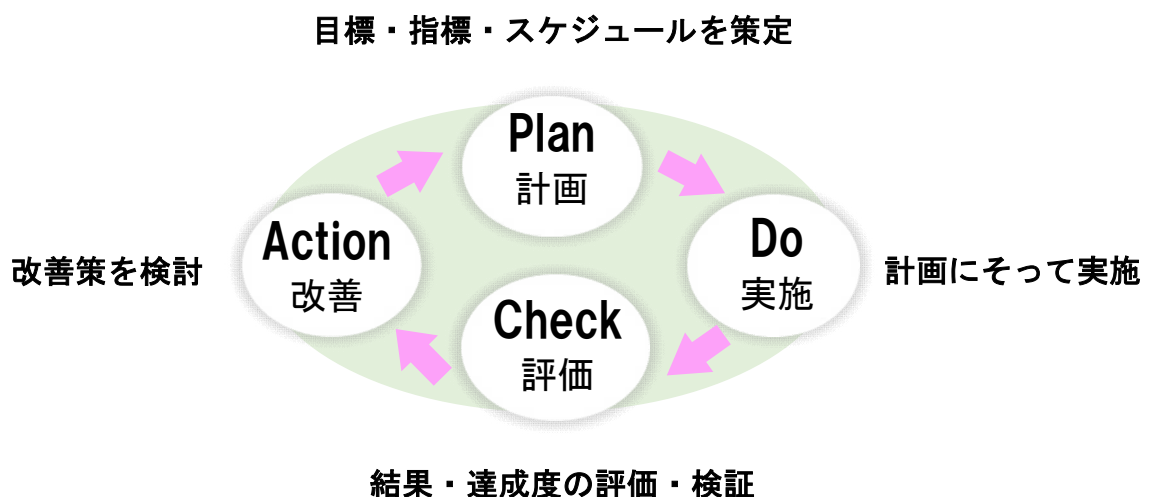 目標・指標・スケジュールを策定
Plan
計画
Do
実施
計画にそって実施
Check
評価
結果・達成度の評価・検証
Action
改善
改善策を検討